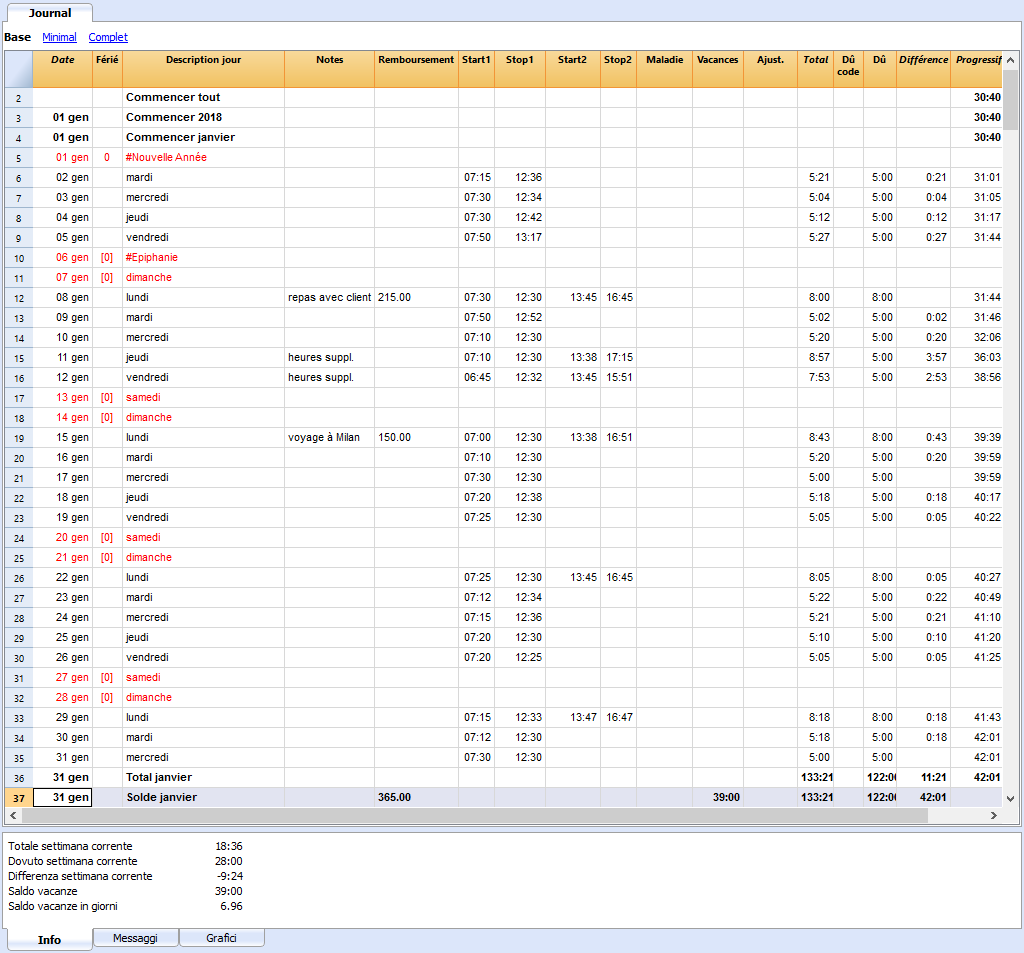 Journal
Base Minimal Complet
Date Férié Description jour Notes Remboursement Start1 Stop1 Start2 Stop2 Maladie Vacances Ajust. Total Dû code Dû Différence Progressif
2 Commencer tout 30:40
3 01 gen Commencer 2018 30:40
4 01 gen Commencer janvier 30:40
5 01 gen 0 #Nouvelle Année
6 02 gen mardi 07:15 12:36 5:21 5:00 0:21 31:01
7 03 gen mercredi 07:30 12:34 5:04 5:00 0:04 31:05
8 04 gen jeudi 07:30 12:42 5:12 5:00 0:12 31:17
9 05 gen vendredi 07:50 13:17 5:27 5:00 0:27 31:44
10 06 gen [0] #Epiphanie
11 07 gen [0] dimanche
12 08 gen lundi repas avec client 215.00 07:30 12:30 13:45 16:45 8:00 8:00 31:44
13 09 gen mardi 07:50 12:52 5:02 5:00 0:02 31:46
14 10 gen mercredi 07:10 12:30 5:20 5:00 0:20 32:06
15 11 gen jeudi heures suppl. 07:10 12:30 13:38 17:15 8:57 5:00 3:57 36:03
16 12 gen vendredi heures suppl. 06:45 12:32 13:45 15:51 7:53 5:00 2:53 38:56
17 13 gen [0] samedi
18 14 gen [0] dimanche
19 15 gen lundi voyage à Milan 150.00 07:00 12:30 13:38 16:51 8:43 8:00 0:43 39:39
20 16 gen mardi 07:10 12:30 5:20 5:00 0:20 39:59
21 17 gen mercredi 07:30 12:30 5:00 5:00 39:59
22 18 gen jeudi 07:20 12:38 5:18 5:00 0:18 40:17
23 19 gen vendredi 07:25 12:30 5:05 5:00 0:05 40:22
24 20 gen [0] samedi
25 21 gen [0] dimanche
26 22 gen lundi 07:25 12:30 13:45 16:45 8:05 8:00 0:05 40:27
27 23 gen mardi 07:12 12:34 5:22 5:00 0:22 40:49
28 24 gen mercredi 07:15 12:36 5:21 5:00 0:21 41:10
29 25 gen jeudi 07:20 12:30 5:10 5:00 0:10 41:20
30 26 gen vendredi 07:20 12:25 5:05 5:00 0:05 41:25
31 27 gen [0] samedi
32 28 gen [0] dimanche
33 29 gen lundi 07:15 12:33 13:47 16:47 8:18 8:00 0:18 41:43
34 30 gen mardi 07:12 12:30 5:18 5:00 0:18 42:01
35 31 gen mercredi 07:30 12:30 5:00 5:00 42:01
36 31 gen Total janvier 133:21 122:00 11:21 42:01
37 31 gen Solde janvier 365.00 39:00 133:21 122:00 42:01
Totale settimana corrente 18:36
Dovuto settimana corrente 28:00
Differenza settimana corrente -9:24
Saldo vacanze 39:00
Saldo vacanze in giorni 6.96
Info Messaggi Grafici